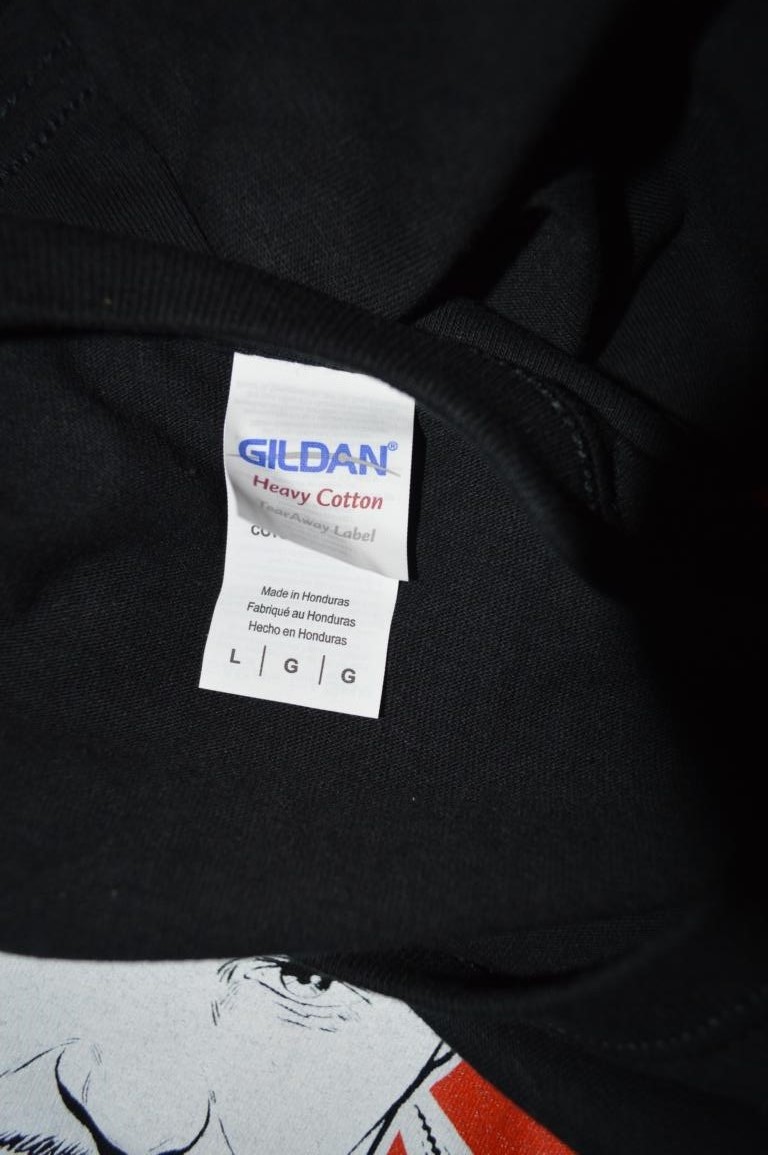 GILDAN®
Heavy Cotton
TearAway Label
Made in Honduras
Fabriqué au Honduras
Hecho en Honduras
L | G | G